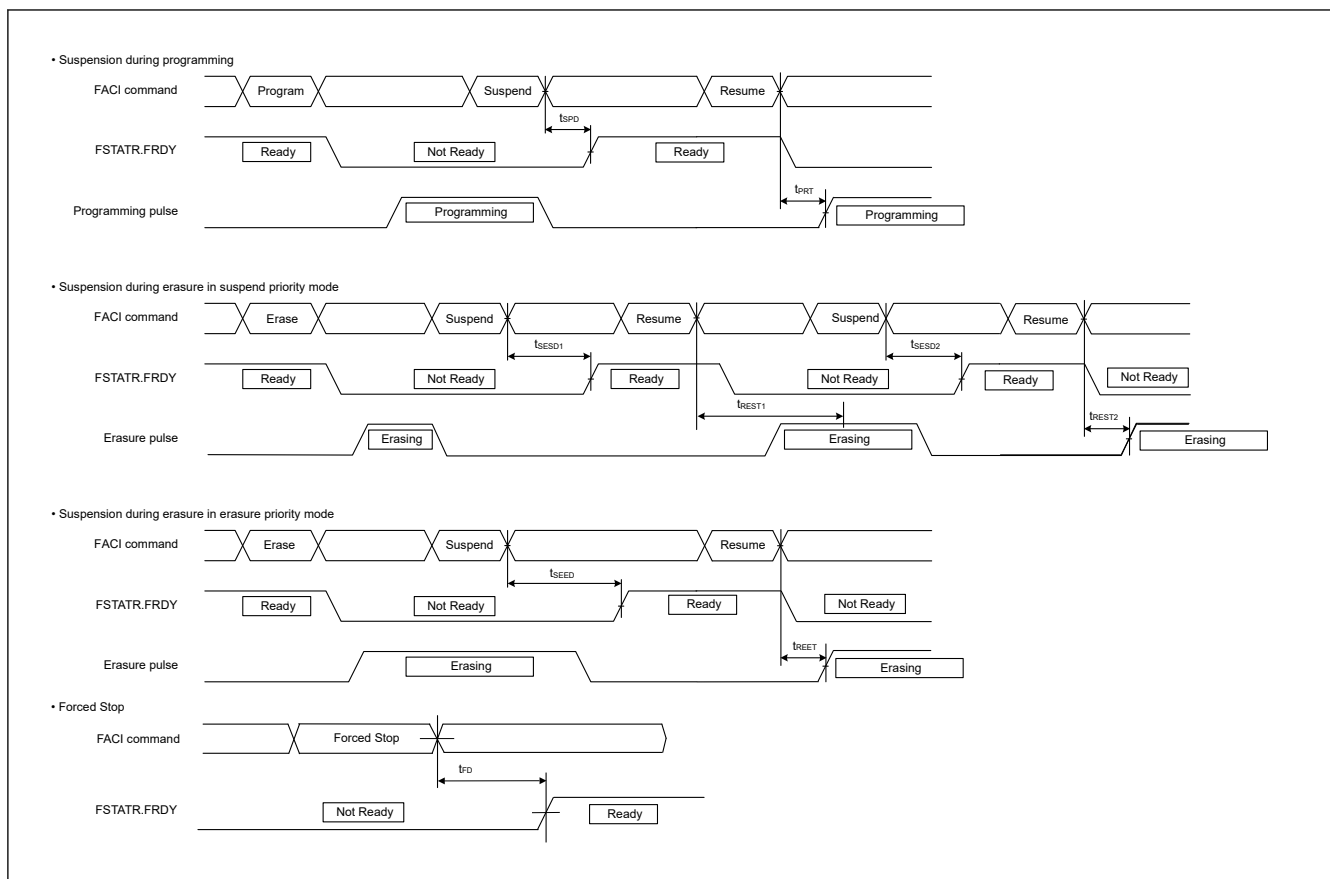 • Suspension during programming
FACI command Program Suspend Resume
tSPD
FSTATR.FRDY Ready Not Ready Ready
tPRT
Programming pulse Programming Programming
• Suspension during erasure in suspend priority mode
FACI command Erase Suspend Resume Suspend Resume
tSESD1 tSESD2
FSTATR.FRDY Ready Not Ready Ready Not Ready Ready Not Ready
tREST1 tREST2
Erasure pulse Erasing Erasing Erasing
• Suspension during erasure in erasure priority mode
FACI command Erase Suspend Resume
tSEED
FSTATR.FRDY Ready Not Ready Ready Not Ready
tREET
Erasure pulse Erasing Erasing
• Forced Stop
FACI command Forced Stop
tFD
FSTATR.FRDY Not Ready Ready